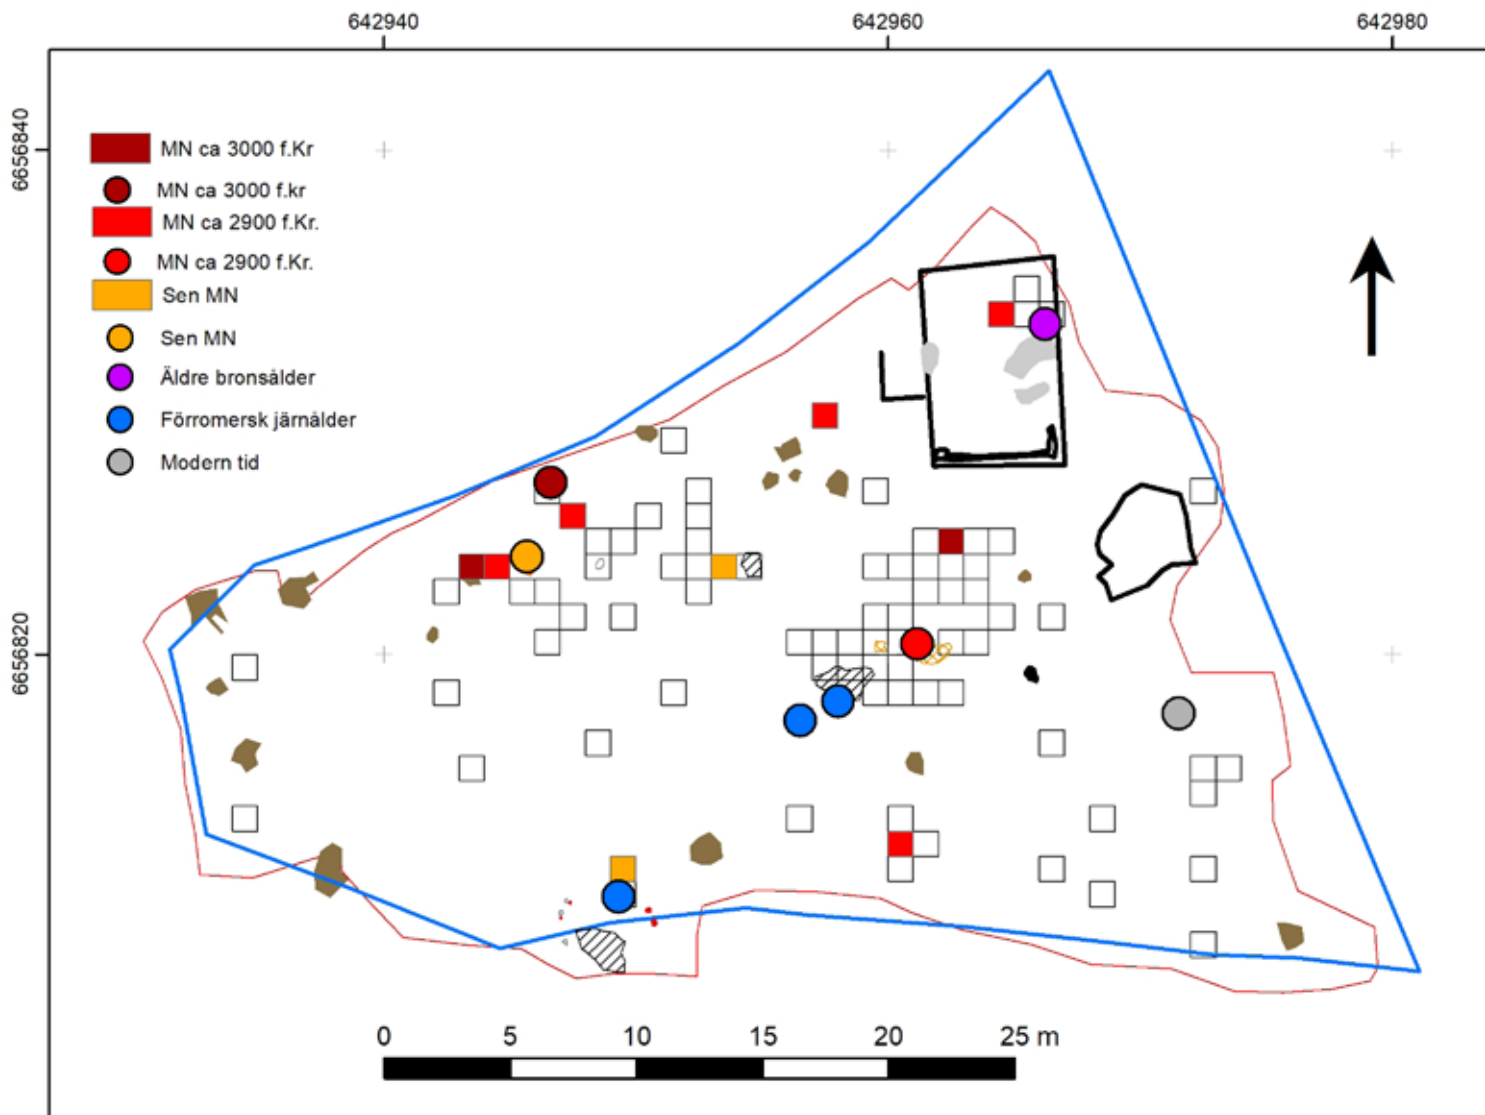 642940 642960 642980
6656840
6656820
MN ca 3000 f.Kr
MN ca 3000 f.kr
MN ca 2900 f.Kr.
MN ca 2900 f.Kr.
Sen MN
Sen MN
Äldre bronsålder
Förromersk järnålder
Modern tid
0 5 10 15 20 25 m